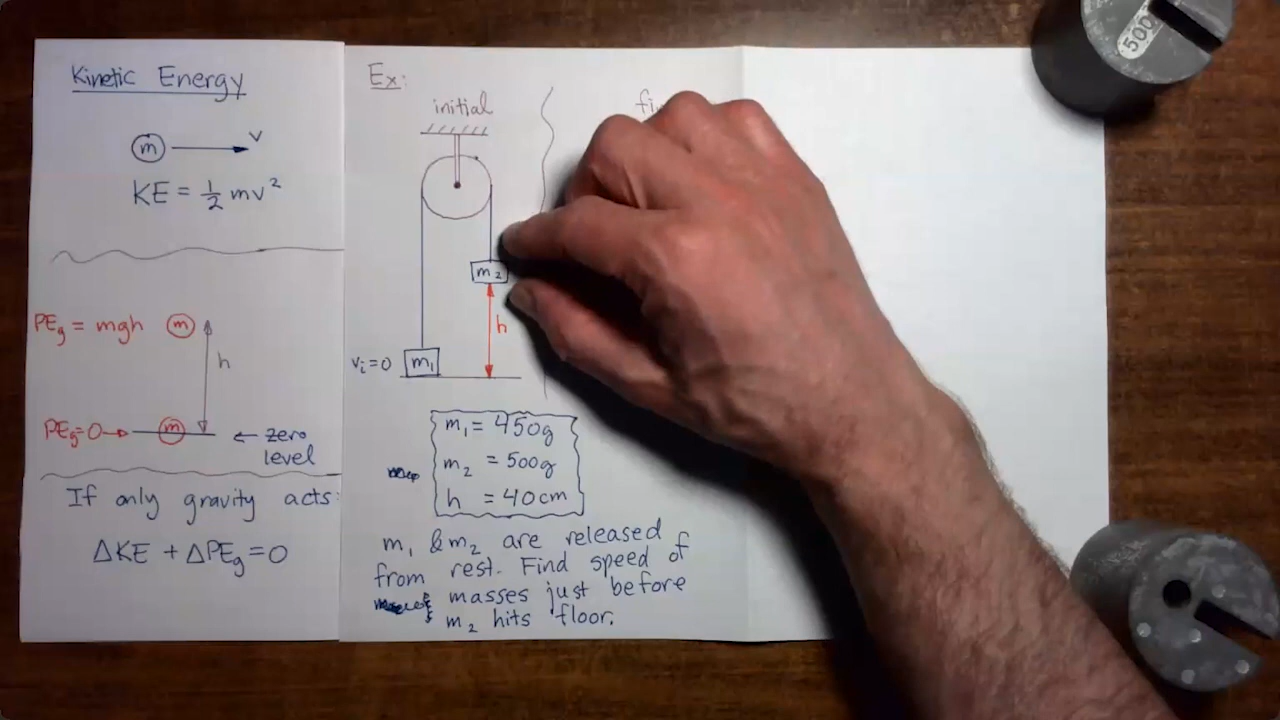 Kinetic Energy
m v
KE = 1/2 mv²
PEg = mgh m
h
PEg=0→ m ← zero
level
If only gravity acts:
ΔKE + ΔPEg = 0
Ex:
initial
m₂
h
vᵢ=0 m₁
m₁ = 450g
m₂ = 500g
h = 40cm
m₁ & m₂ are released
from rest. Find speed of
masses just before
m₂ hits floor.
500